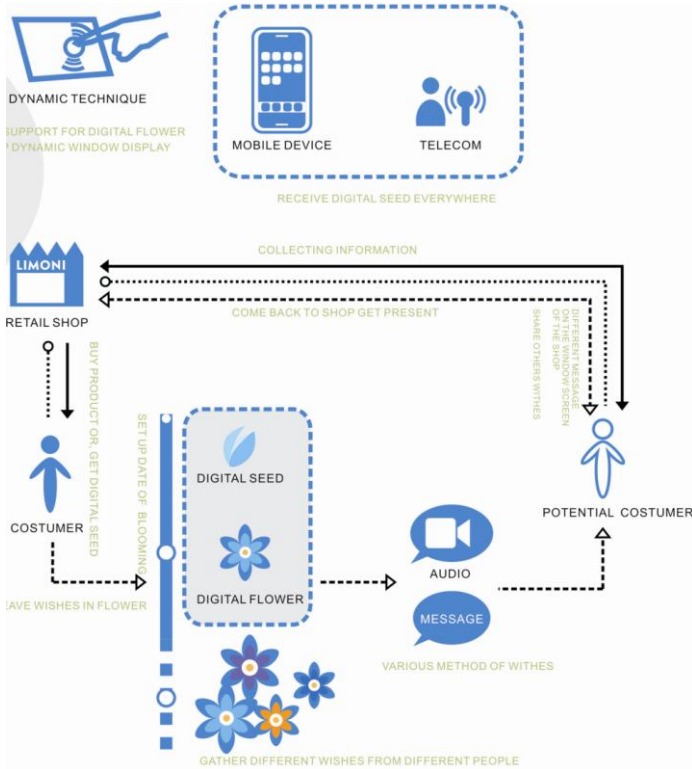 DYNAMIC TECHNIQUE
SUPPORT FOR DIGITAL FLOWER
DYNAMIC WINDOW DISPLAY
MOBILE DEVICE
TELECOM
RECEIVE DIGITAL SEED EVERYWHERE
COLLECTING INFORMATION
LIMONI
COME BACK TO SHOP GET PRESENT
RETAIL SHOP
DIFFERENT MESSAGE
ON THE WINDOW SCREEN
OF THE SHOP
SHARE OTHERS WITHES
BUY PRODUCT OR, GET DIGITAL SEED
SET UP DATE OF BLOOMING
DIGITAL SEED
COSTUMER
POTENTIAL COSTUMER
AUDIO
DIGITAL FLOWER
EAVE WISHES IN FLOWER
MESSAGE
VARIOUS METHOD OF WITHES
GATHER DIFFERENT WISHES FROM DIFFERENT PEOPLE